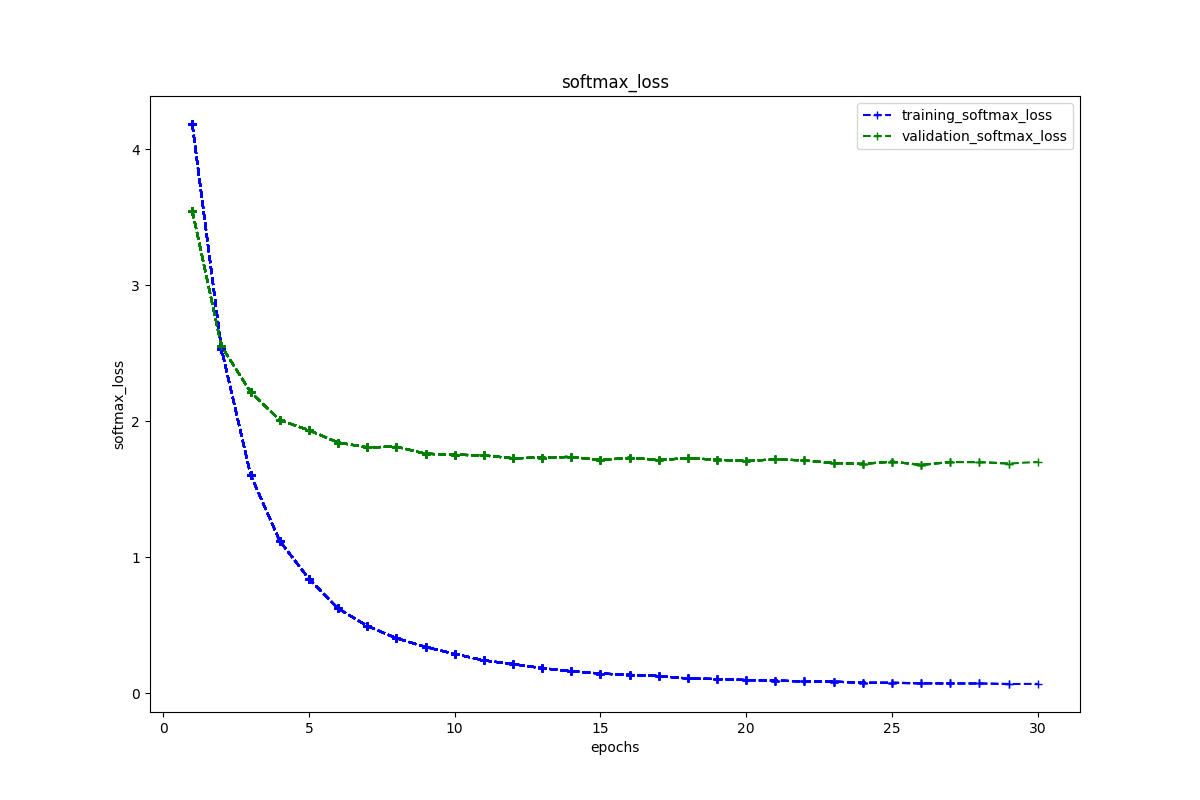 softmax_loss
training_softmax_loss
validation_softmax_loss
softmax_loss
4
3
2
1
0
0 5 10 15 20 25 30
epochs